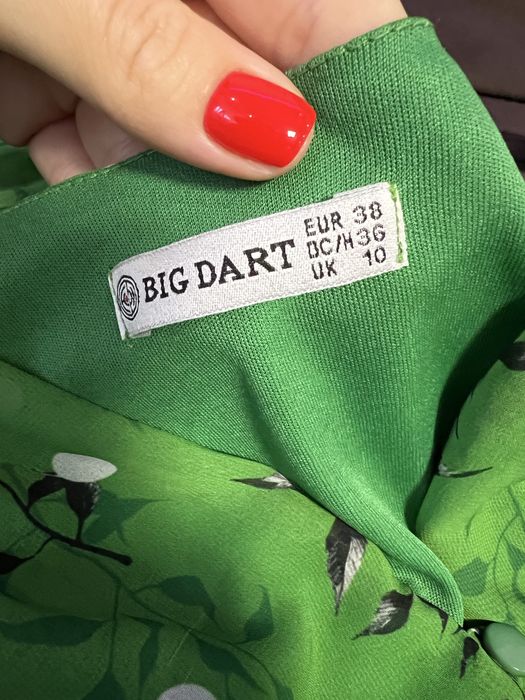 BIG DART
EUR 38
DC/H 36
UK 10